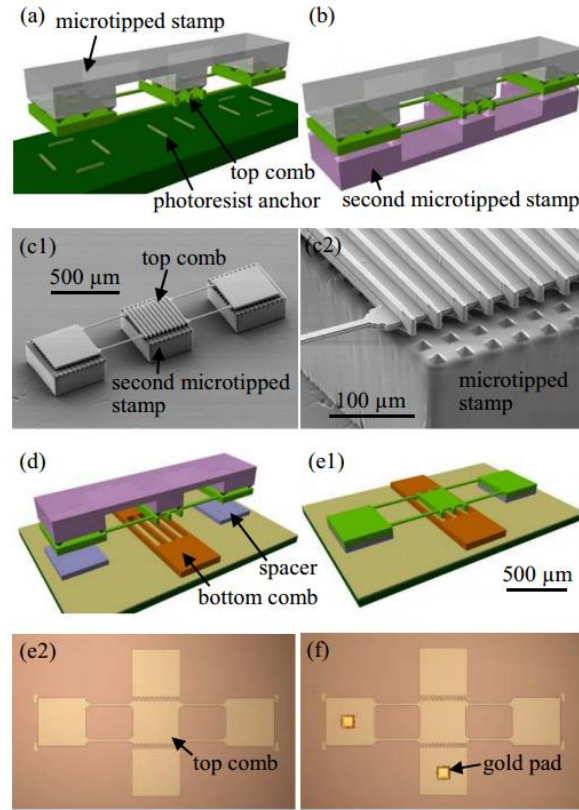 (a)
microtipped stamp
top comb
photoresist anchor
(b)
second microtipped stamp
(c1)
top comb
500 µm
second microtipped
stamp
(c2)
100 µm
microtipped
stamp
(d)
spacer
bottom comb
(e1)
500 µm
(e2)
top comb
(f)
gold pad